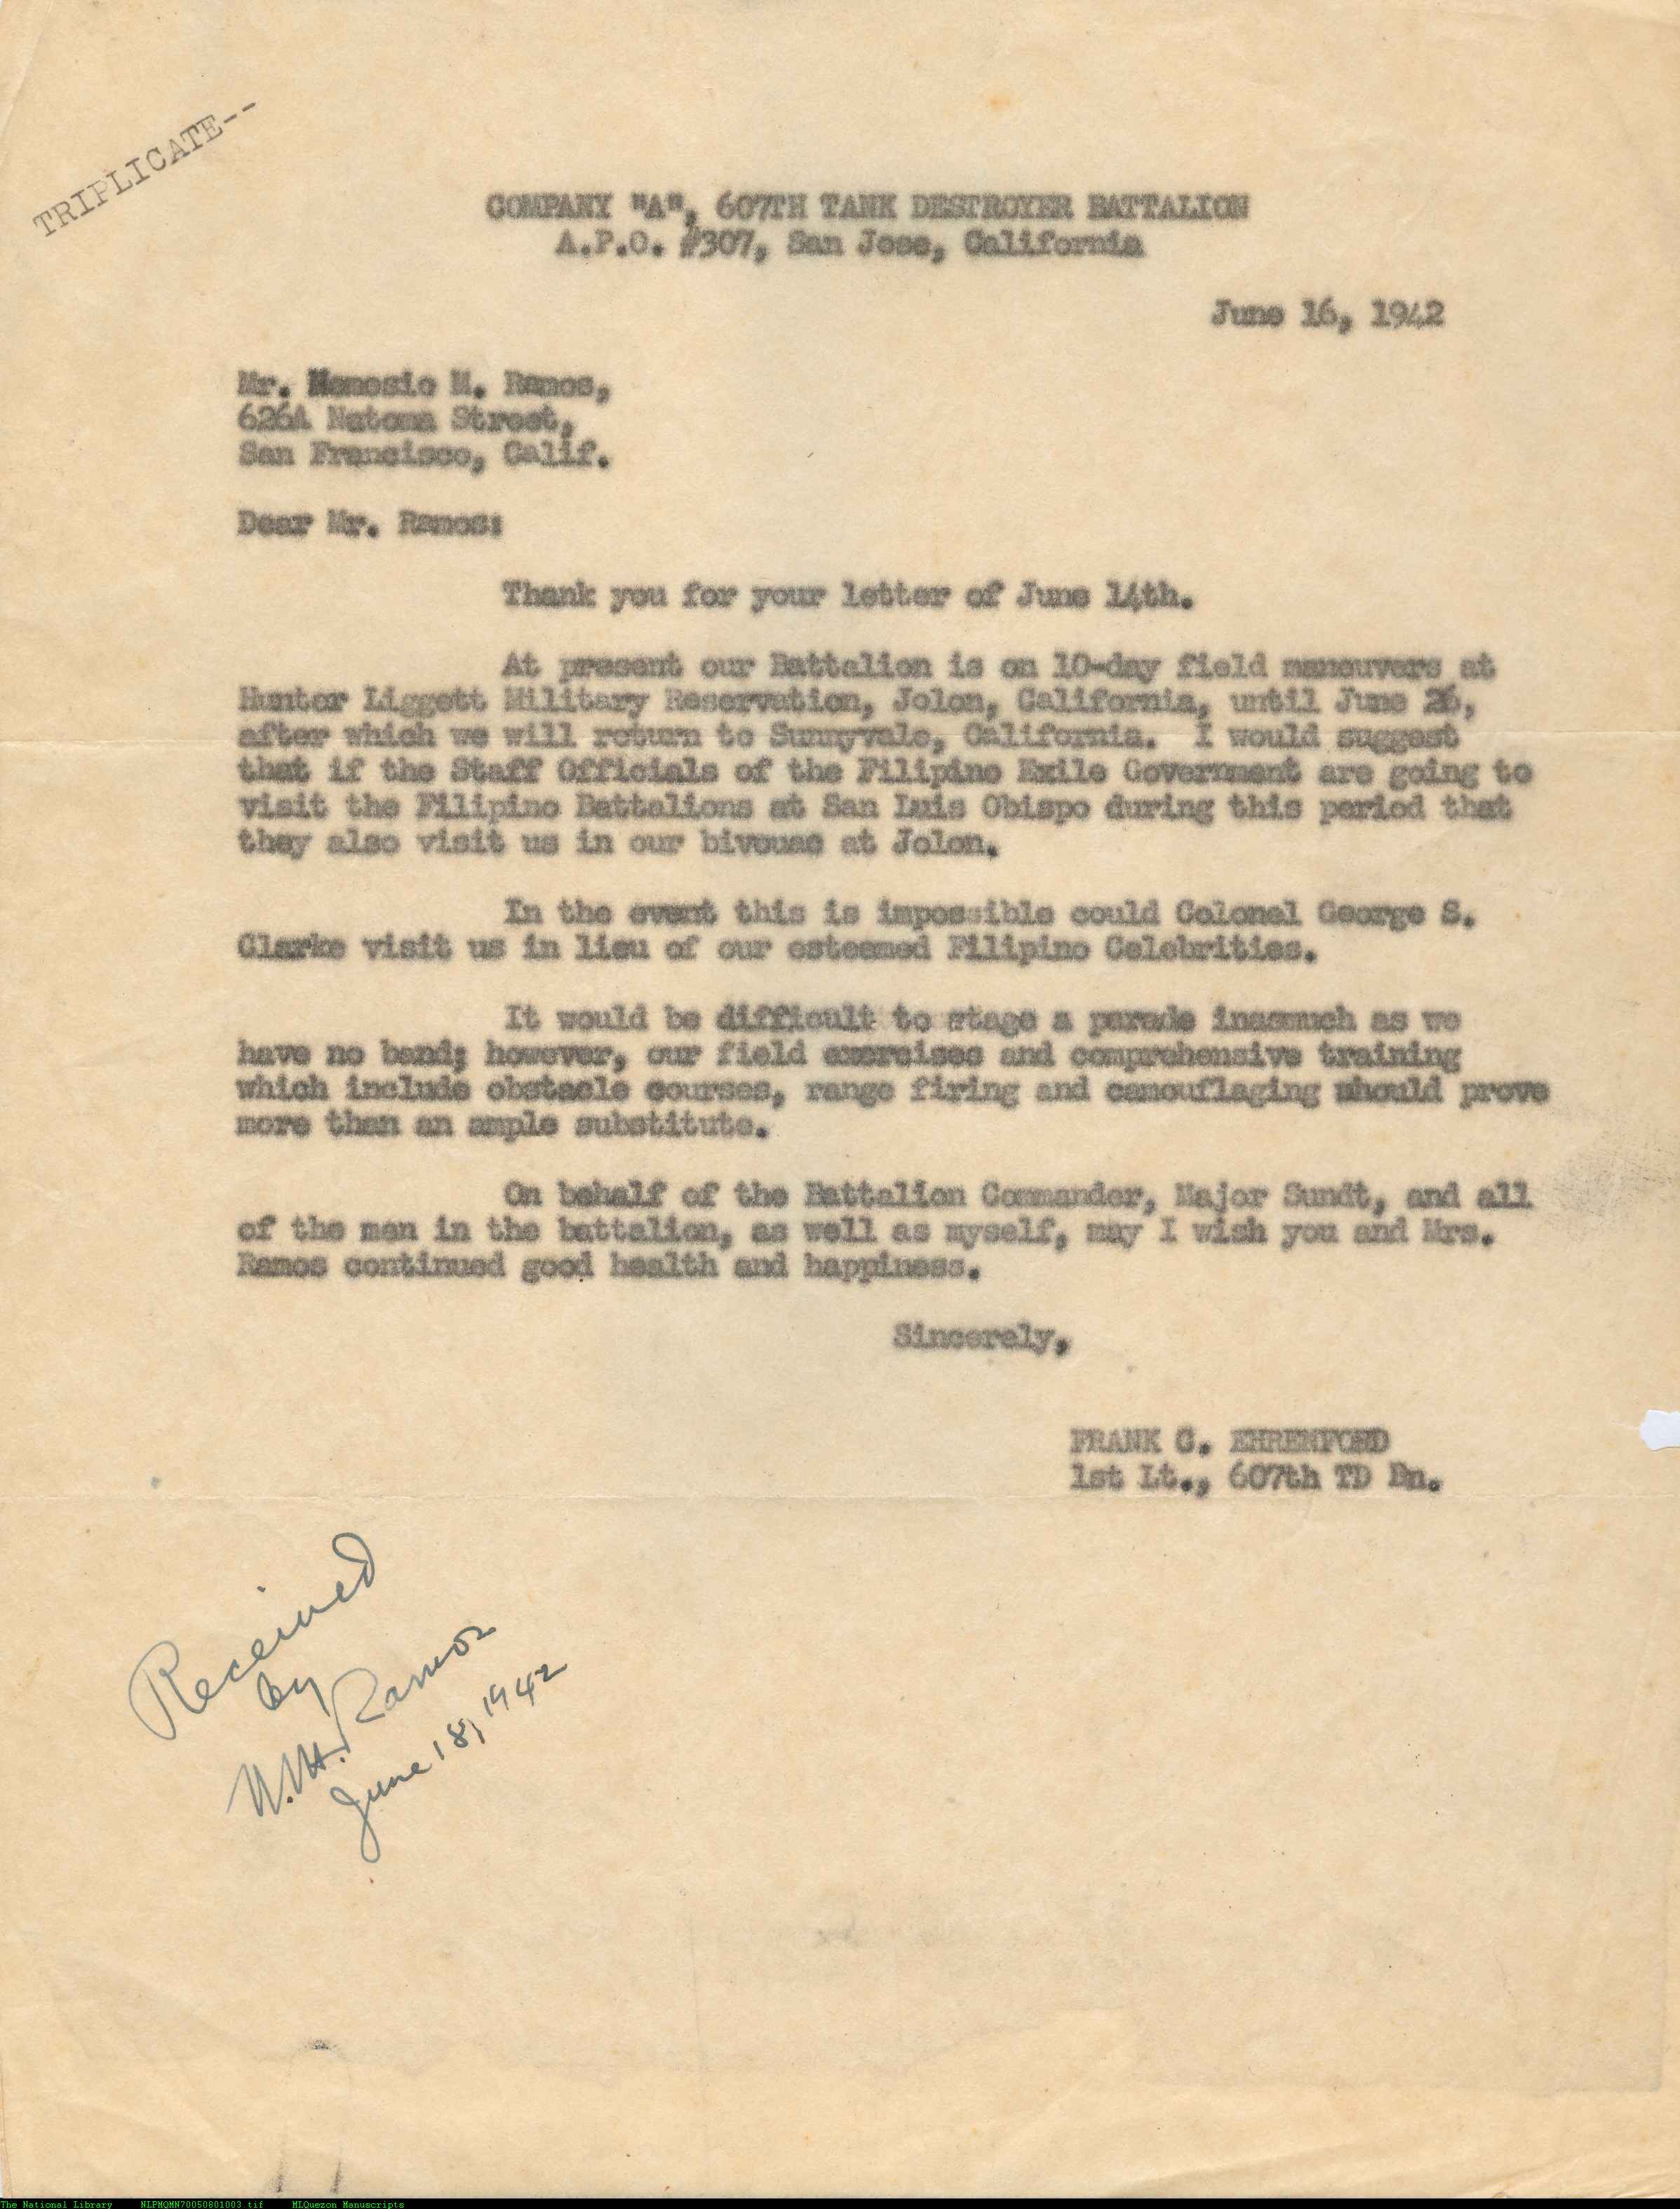 TRIPLICATE--
COMPANY "A", 607TH TANK DESTROYER BATTALION
A.P.O. #307, San Jose, California
June 16, 1942
Mr. Nemesio M. Ramos,
626A Natoma Street,
San Francisco, Calif.
Dear Mr. Ramos:
Thank you for your letter of June 14th.
At present our Battalion is on 10-day field maneuvers at
Hunter Liggett Military Reservation, Jolon, California, until June 26,
after which we will return to Sunnyvale, California. I would suggest
that if the Staff Officials of the Filipino Exile Government are going to
visit the Filipino Battalions at San Luis Obispo during this period that
they also visit us in our bivouac at Jolon.
In the event this is impossible could Colonel George S.
Clarke visit us in lieu of our esteemed Filipino Celebrities.
It would be difficult to stage a parade inasmuch as we
have no band; however, our field exercises and comprehensive training
which include obstacle courses, range firing and camouflaging should prove
more than an ample substitute.
On behalf of the Battalion Commander, Major Sundt, and all
of the men in the battalion, as well as myself, may I wish you and Mrs.
Ramos continued good health and happiness.
Sincerely,
FRANK G. EHRENFORD
1st Lt., 607th TD Bn.
Received
by
N.M. Ramos
June 18, 1942
The National Library NLPMQMN70050801003 tif MLQuezon Manuscripts